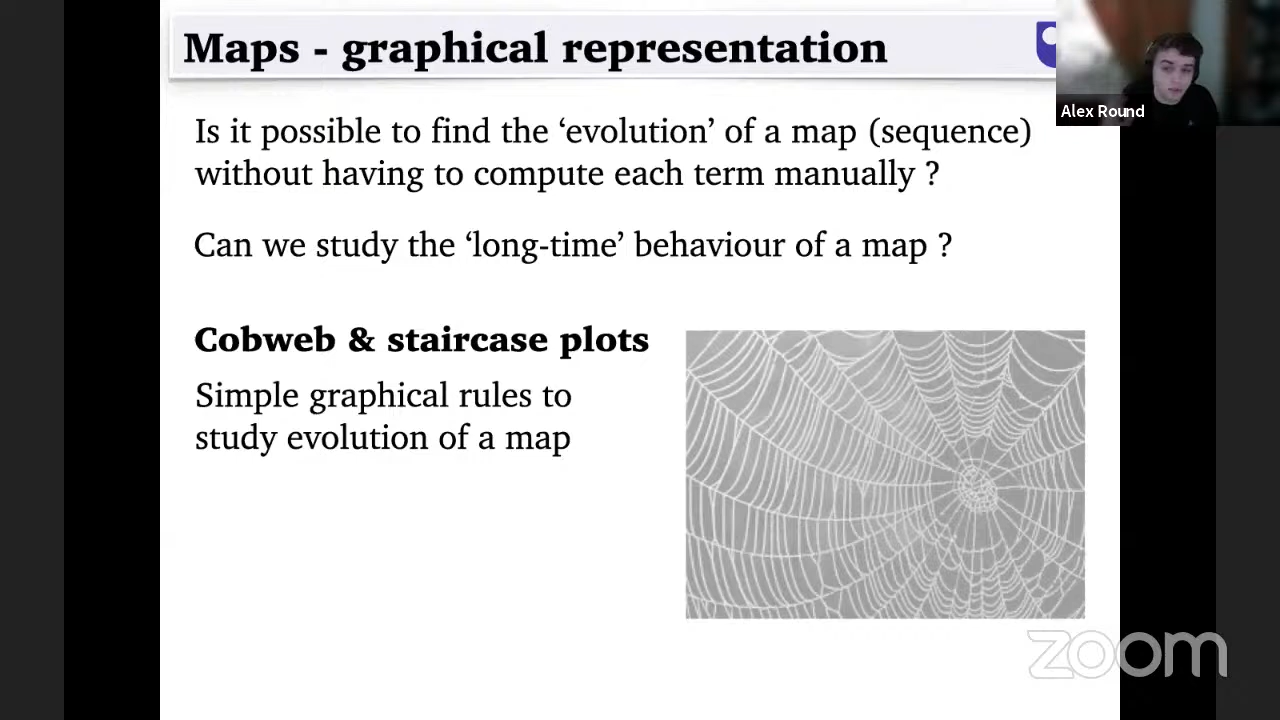 Maps - graphical representation
Alex Round
Is it possible to find the ‘evolution’ of a map (sequence)
without having to compute each term manually ?
Can we study the ‘long-time’ behaviour of a map ?
Cobweb & staircase plots
Simple graphical rules to
study evolution of a map
zoom